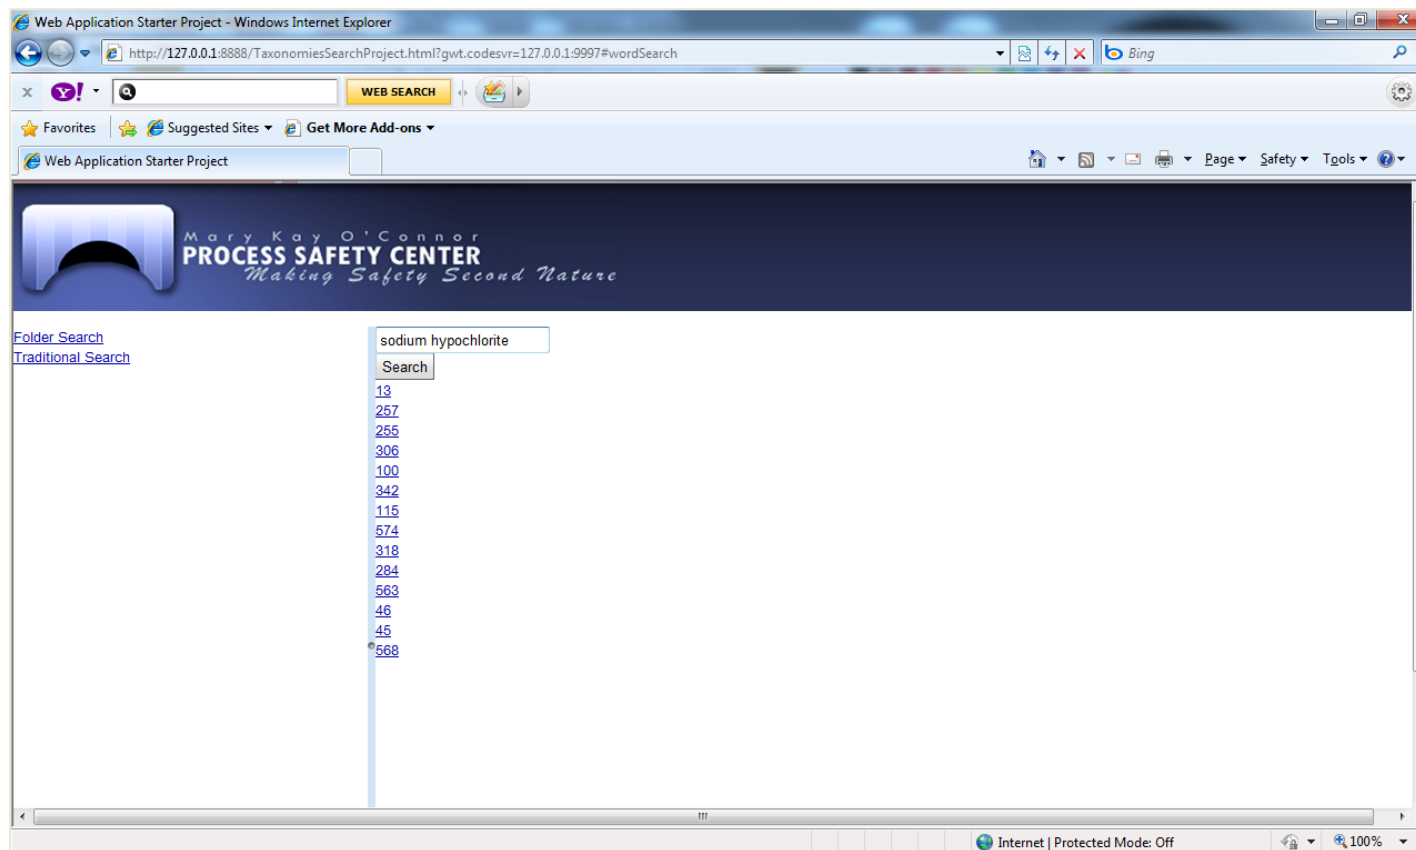 Web Application Starter Project - Windows Internet Explorer
http://127.0.0.1:8888/TaxonomiesSearchProject.html?gwt.codesvr=127.0.0.1:9997#wordSearch
Bing
x Y! WEB SEARCH
Favorites Suggested Sites Get More Add-ons
Web Application Starter Project Page Safety Tools
Mary Kay O'Connor
PROCESS SAFETY CENTER
Making Safety Second Nature
Folder Search
Traditional Search
sodium hypochlorite
Search
13
257
255
306
100
342
115
574
318
284
563
46
45
568
Internet | Protected Mode: Off 100%